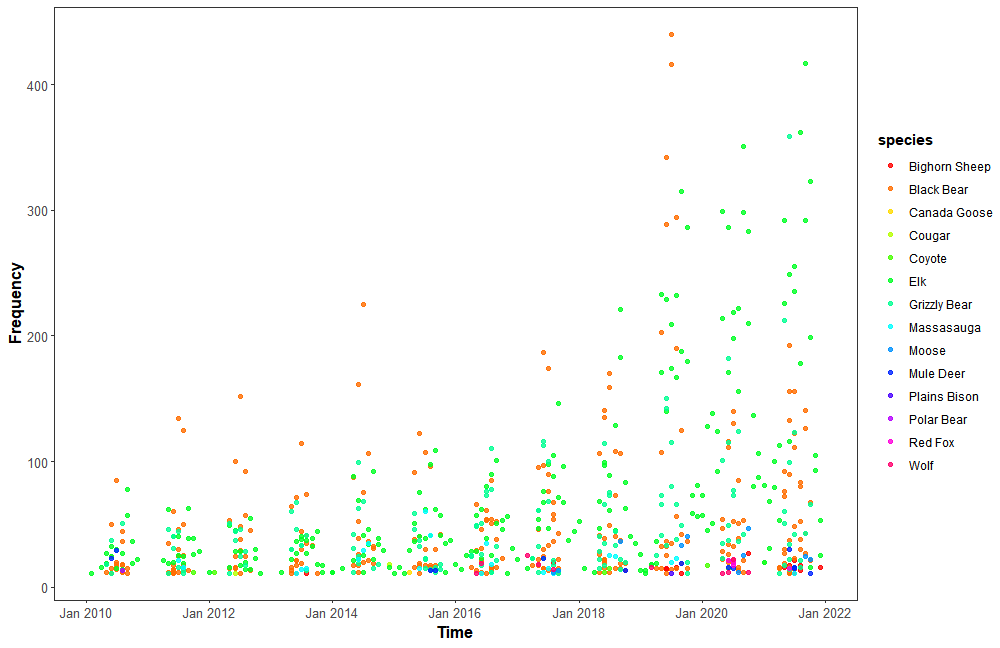 Frequency
400
300
200
100
0
Jan 2010
Jan 2012
Jan 2014
Jan 2016
Jan 2018
Jan 2020
Jan 2022
Time
species
Bighorn Sheep
Black Bear
Canada Goose
Cougar
Coyote
Elk
Grizzly Bear
Massasauga
Moose
Mule Deer
Plains Bison
Polar Bear
Red Fox
Wolf